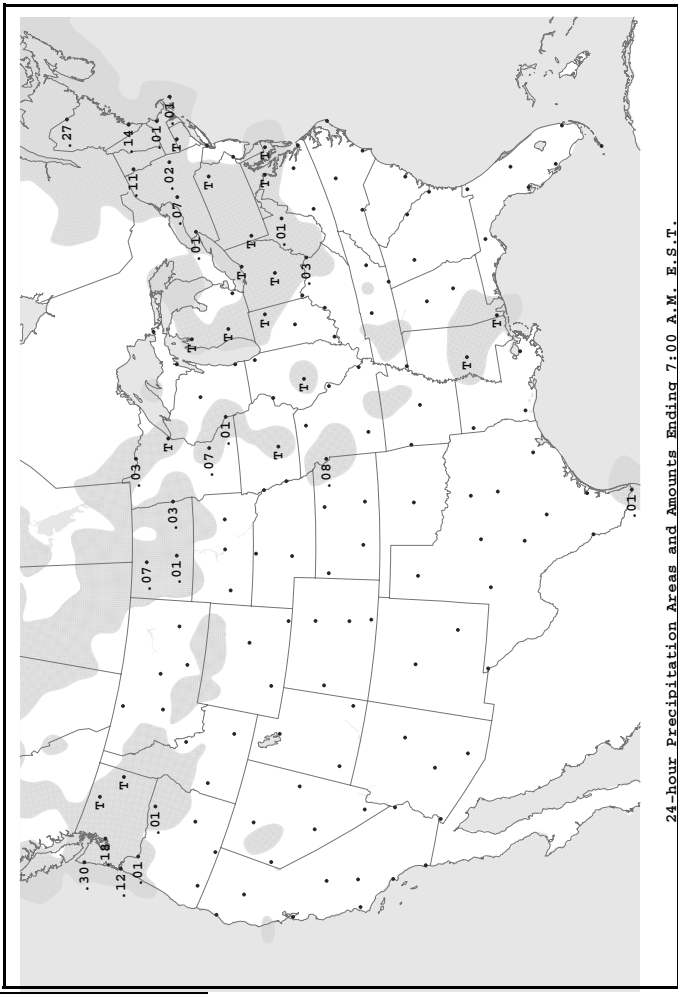 .27
.30
T
.18
.12
T
.14
.11
.03
.01
.07
.01
.01
T
.01
.02
.03
.01
T
.07
T
.01
.07
T
.01
T
T
T
T
T
T
T
T
.01
T
.03
.08
T
T
.01
24-hour Precipitation Areas and Amounts Ending 7:00 A.M. E.S.T.